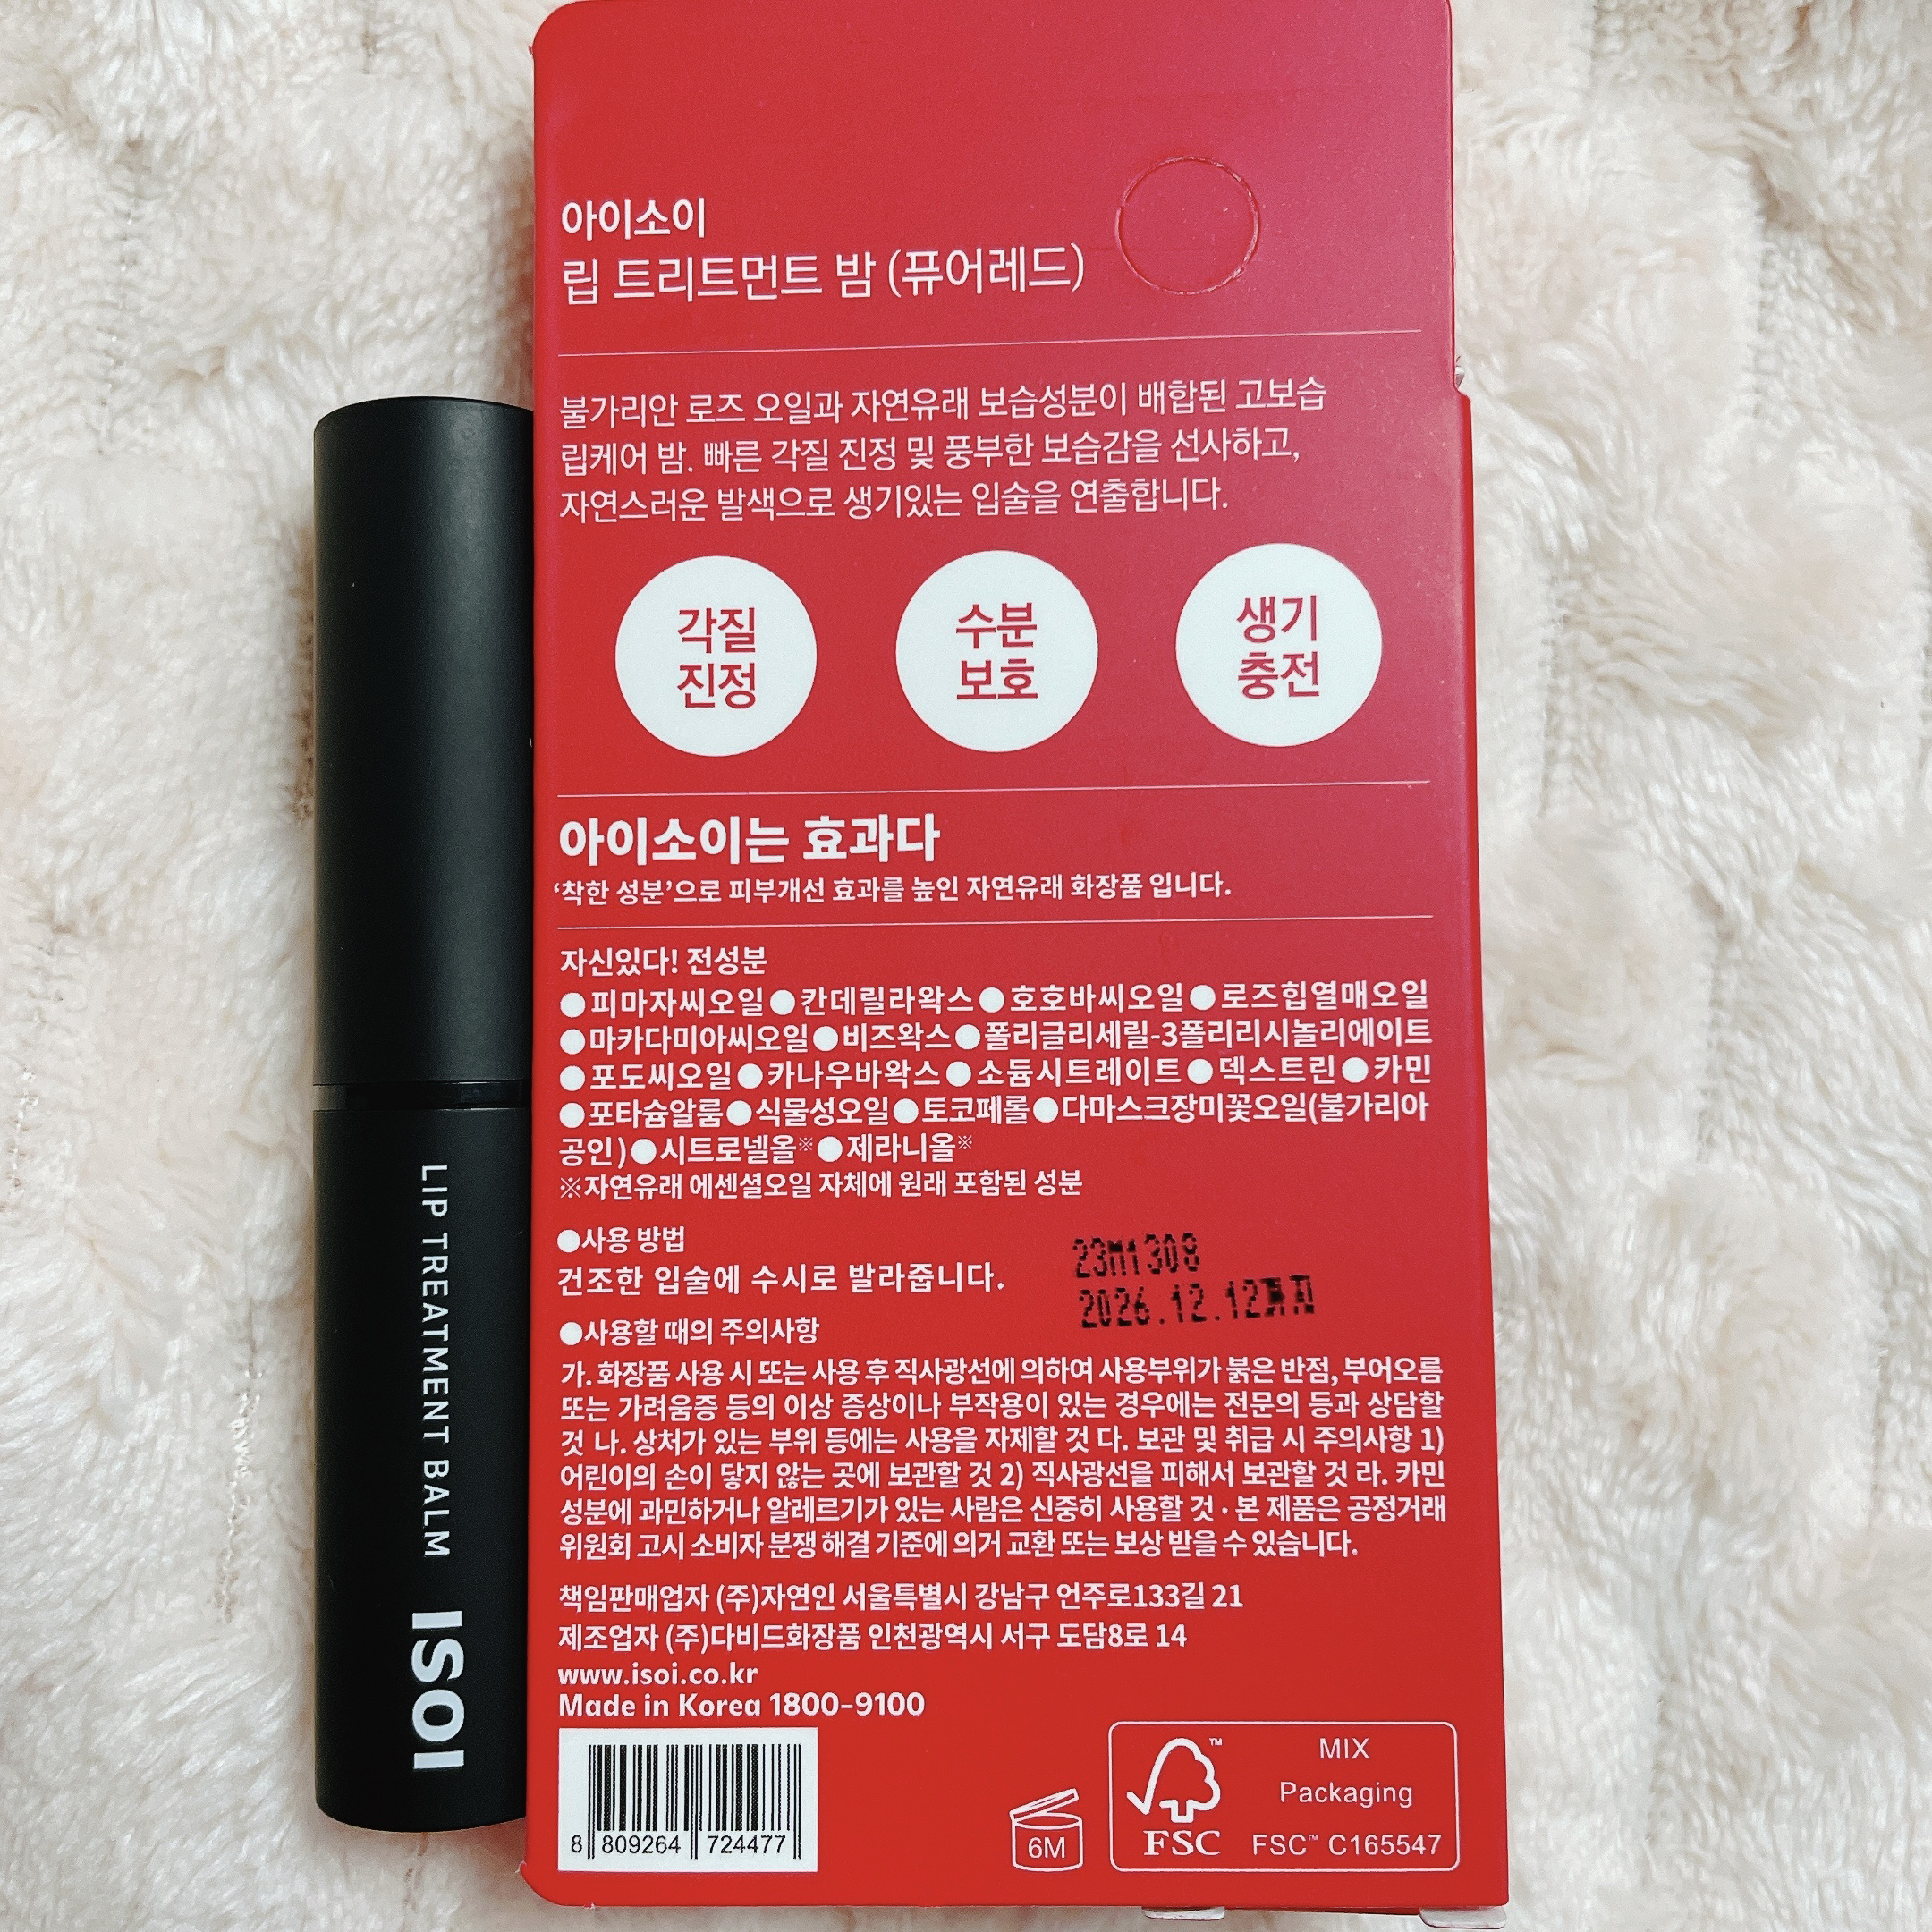 아이소이
립 트리트먼트 밤 (퓨어레드)
불가리안 로즈 오일과 자연유래 보습성분이 배합된 고보습
립케어 밤. 빠른 각질 진정 및 풍부한 보습감을 선사하고,
자연스러운 발색으로 생기있는 입술을 연출합니다.
각질
진정
수분
보호
생기
충전
아이소이는 효과다
‘착한 성분’으로 피부개선 효과를 높인 자연유래 화장품 입니다.
자신있다! 전성분
●피마자씨오일●칸데릴라왁스●호호바씨오일●로즈힙열매오일
●마카다미아씨오일●비즈왁스●폴리글리세릴-3폴리리시놀리에이트
●포도씨오일●카나우바왁스●소듐시트레이트●덱스트린●카민
●포타슘알룸●식물성오일●토코페롤●다마스크장미꽃오일(불가리아
공인)●시트로넬올※●제라니올※
※자연유래 에센셜오일 자체에 원래 포함된 성분
●사용 방법
건조한 입술에 수시로 발라줍니다.
23M1308
2026.12.12까지
●사용할 때의 주의사항
가. 화장품 사용 시 또는 사용 후 직사광선에 의하여 사용부위가 붉은 반점, 부어오름
또는 가려움증 등의 이상 증상이나 부작용이 있는 경우에는 전문의 등과 상담할
것 나. 상처가 있는 부위 등에는 사용을 자제할 것 다. 보관 및 취급 시 주의사항 1)
어린이의 손이 닿지 않는 곳에 보관할 것 2) 직사광선을 피해서 보관할 것 라. 카민
성분에 과민하거나 알레르기가 있는 사람은 신중히 사용할 것 · 본 제품은 공정거래
위원회 고시 소비자 분쟁 해결 기준에 의거 교환 또는 보상 받을 수 있습니다.
책임판매업자 (주)자연인 서울특별시 강남구 언주로133길 21
제조업자 (주)다비드화장품 인천광역시 서구 도담8로 14
www.isoi.co.kr
Made in Korea 1800-9100
8 809264 724477
6M
FSC
MIX
Packaging
FSC™ C165547
LIP TREATMENT BALM ISOI